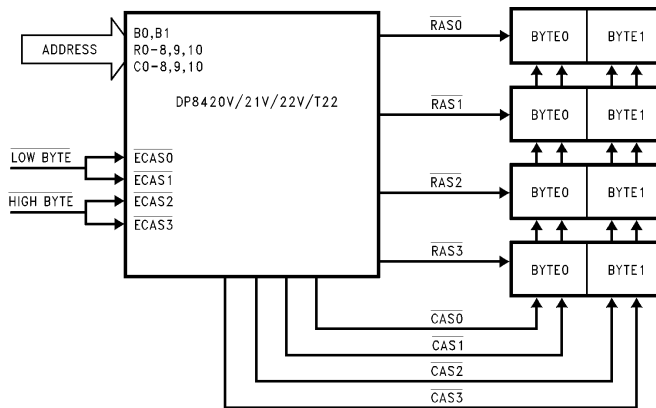 ADDRESS
B0,B1
R0-8,9,10
C0-8,9,10
DP8420V/21V/22V/T22
LOW BYTE
HIGH BYTE
ECAS0
ECAS1
ECAS2
ECAS3
RAS0
BYTE0 BYTE1
RAS1
BYTE0 BYTE1
RAS2
BYTE0 BYTE1
RAS3
BYTE0 BYTE1
CAS0
CAS1
CAS2
CAS3